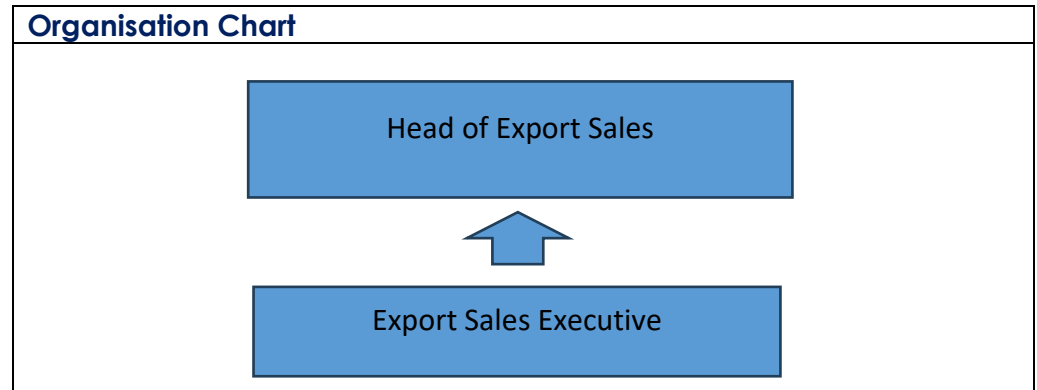 Organisation Chart
Head of Export Sales
Export Sales Executive